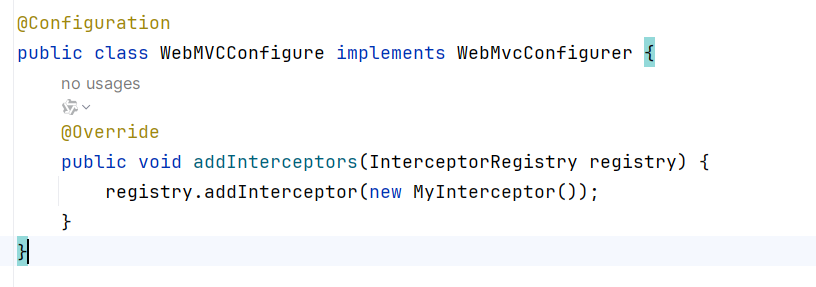 @Configuration
public class WebMVCConfigure implements WebMvcConfigurer {
no usages
@Override
public void addInterceptors(InterceptorRegistry registry) {
registry.addInterceptor(new MyInterceptor());
}
}